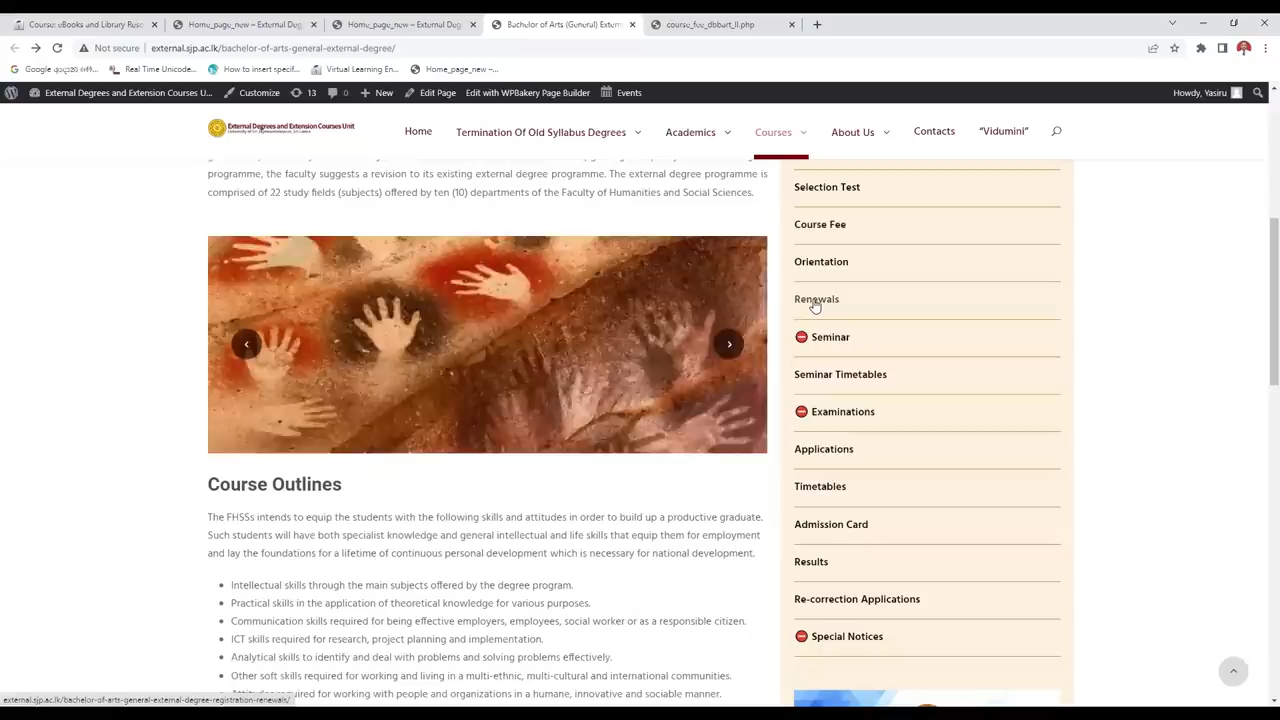 Course: eBooks and Library Reso
Home_page_new – External Deg
Home_page_new – External Deg
Bachelor of Arts (General) Extern
course_fee_dbbart_II.php
Not secure
external.sjp.ac.lk/bachelor-of-arts-general-external-degree/
Real Time Unicode...
How to insert specif...
Virtual Learning En...
Home_page_new –...
External Degrees and Extension Courses U...
Customize
13
0
New
Edit Page
Edit with WPBakery Page Builder
Events
Howdy, Yasiru
External Degrees and Extension Courses Unit
Home
Termination Of Old Syllabus Degrees
Academics
Courses
About Us
Contacts
“Vidumini”
programme, the faculty suggests a revision to its existing external degree programme. The external degree programme is
comprised of 22 study fields (subjects) offered by ten (10) departments of the Faculty of Humanities and Social Sciences.
Course Outlines
The FHSSs intends to equip the students with the following skills and attitudes in order to build up a productive graduate.
Such students will have both specialist knowledge and general intellectual and life skills that equip them for employment
and lay the foundations for a lifetime of continuous personal development which is necessary for national development.
Intellectual skills through the main subjects offered by the degree program.
Practical skills in the application of theoretical knowledge for various purposes.
Communication skills required for being effective employers, employees, social worker or as a responsible citizen.
ICT skills required for research, project planning and implementation.
Analytical skills to identify and deal with problems and solving problems effectively.
Other soft skills required for working and living in a multi-ethnic, multi-cultural and international communities.
Attitudes required for working with people and organizations in a humane, innovative and sociable manner.
Selection Test
Course Fee
Orientation
Renewals
Seminar
Seminar Timetables
Examinations
Applications
Timetables
Admission Card
Results
Re-correction Applications
Special Notices
external.sjp.ac.lk/bachelor-of-arts-general-external-degree-registration-renewals/